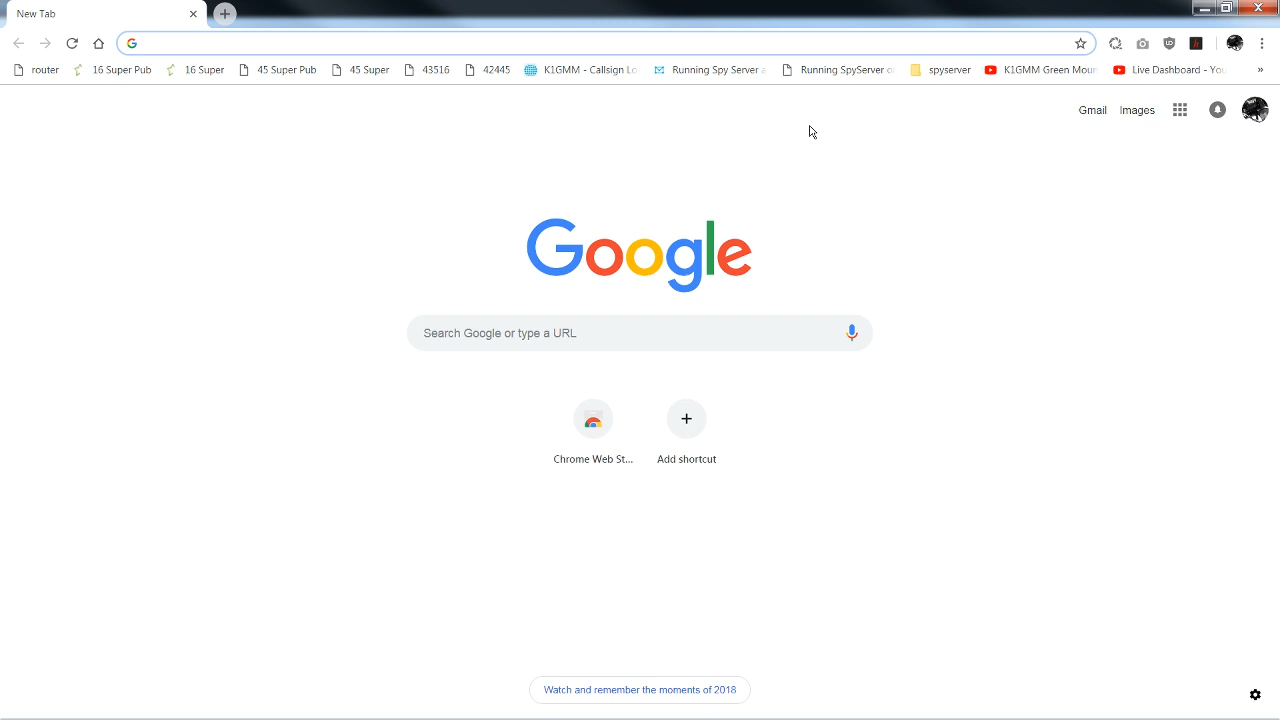 New Tab
router
16 Super Pub
16 Super
45 Super Pub
45 Super
43516
42445
K1GMM - Callsign Lo
Running Spy Server a
Running SpyServer o
spyserver
K1GMM Green Moun
Live Dashboard - You
»
Gmail
Images
Google
Search Google or type a URL
Chrome Web St...
Add shortcut
Watch and remember the moments of 2018